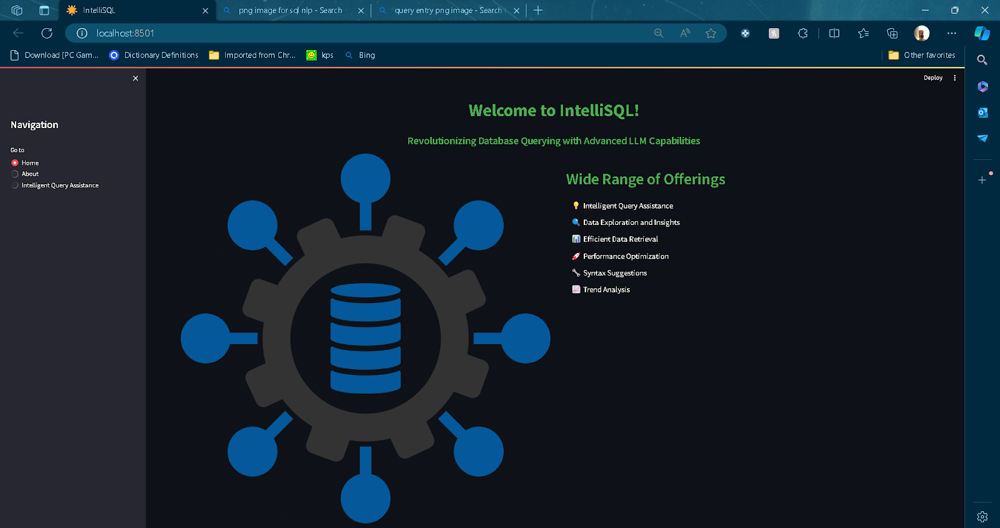 IntelliSQL
png image for sql nlp - Search
query entry png image - Search
localhost:8501
Download [PC Gam...
Dictionary Definitions
Imported from Chr...
kps
Bing
Other favorites
Deploy
Navigation
Go to
Home
About
Intelligent Query Assistance
Welcome to IntelliSQL!
Revolutionizing Database Querying with Advanced LLM Capabilities
Wide Range of Offerings
Intelligent Query Assistance
Data Exploration and Insights
Efficient Data Retrieval
Performance Optimization
Syntax Suggestions
Trend Analysis